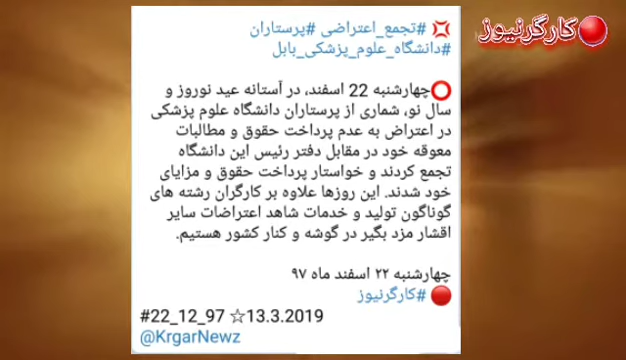 کارگرنیوز
#تجمع_اعتراضی #پرستاران
#دانشگاه_علوم_پزشکی_بابل
چهارشنبه 22 اسفند، در آستانه عید نوروز و
سال نو، شماری از پرستاران دانشگاه علوم پزشکی
در اعتراض به عدم پرداخت حقوق و مطالبات
معوقه خود در مقابل دفتر رئیس این دانشگاه
تجمع کردند و خواستار پرداخت حقوق و مزایای
خود شدند. این روزها علاوه بر کارگران رشته های
گوناگون تولید و خدمات شاهد اعتراضات سایر
اقشار مزد بگیر در گوشه و کنار کشور هستیم.
چهارشنبه ۲۲ اسفند ماه ۹۷
🔴 #کارگرنیوز
#22_12_97 ☆13.3.2019
@KrgarNewz